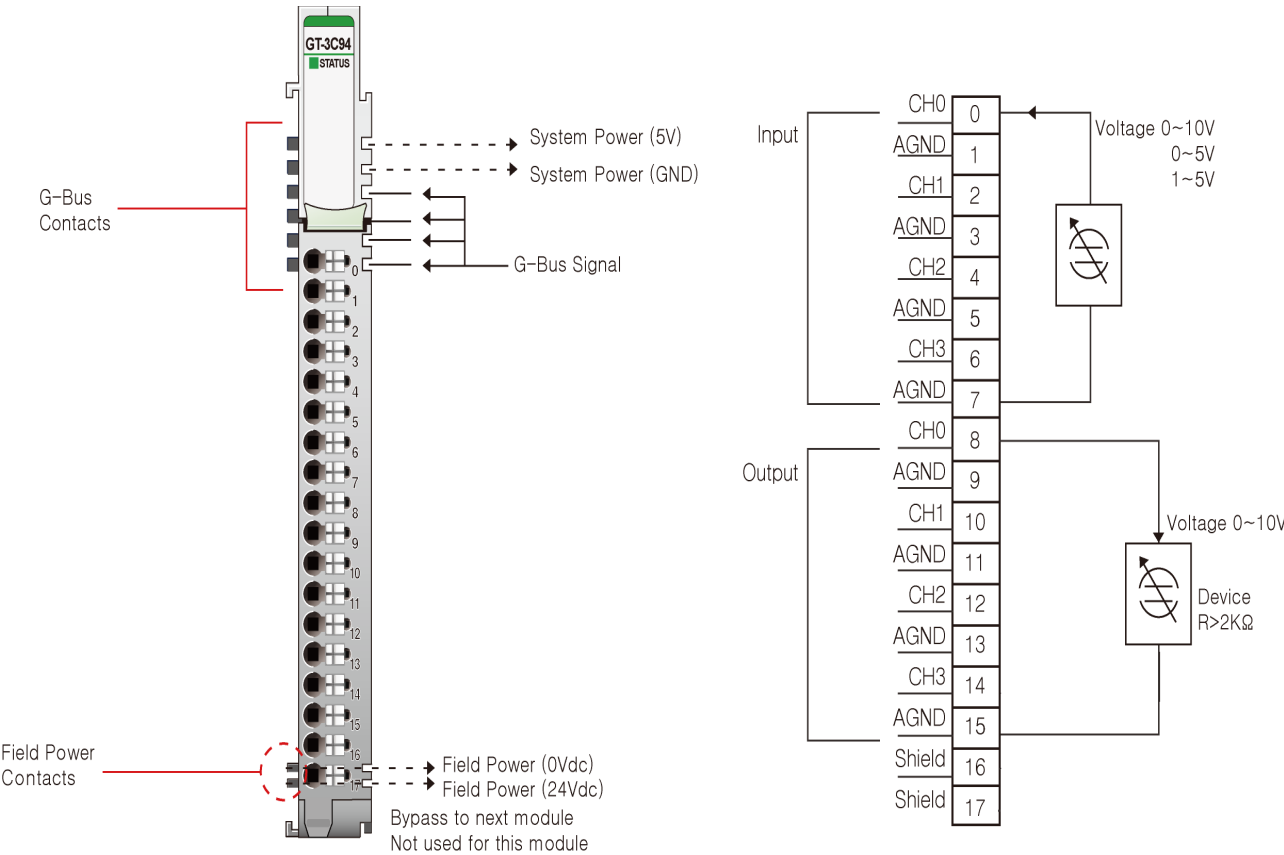 GT-3C94
STATUS
System Power (5V)
System Power (GND)
G-Bus
Contacts
G-Bus Signal
0
1
2
3
4
5
6
7
8
9
10
11
12
13
14
15
16
17
Field Power
Contacts
Field Power (0Vdc)
Field Power (24Vdc)
Bypass to next module
Not used for this module
Input
CH0 0
AGND 1
CH1 2
AGND 3
CH2 4
AGND 5
CH3 6
AGND 7
Voltage 0~10V
0~5V
1~5V
Output
CH0 8
AGND 9
CH1 10
AGND 11
CH2 12
AGND 13
CH3 14
AGND 15
Shield 16
Shield 17
Voltage 0~10V
Device
R>2KΩ